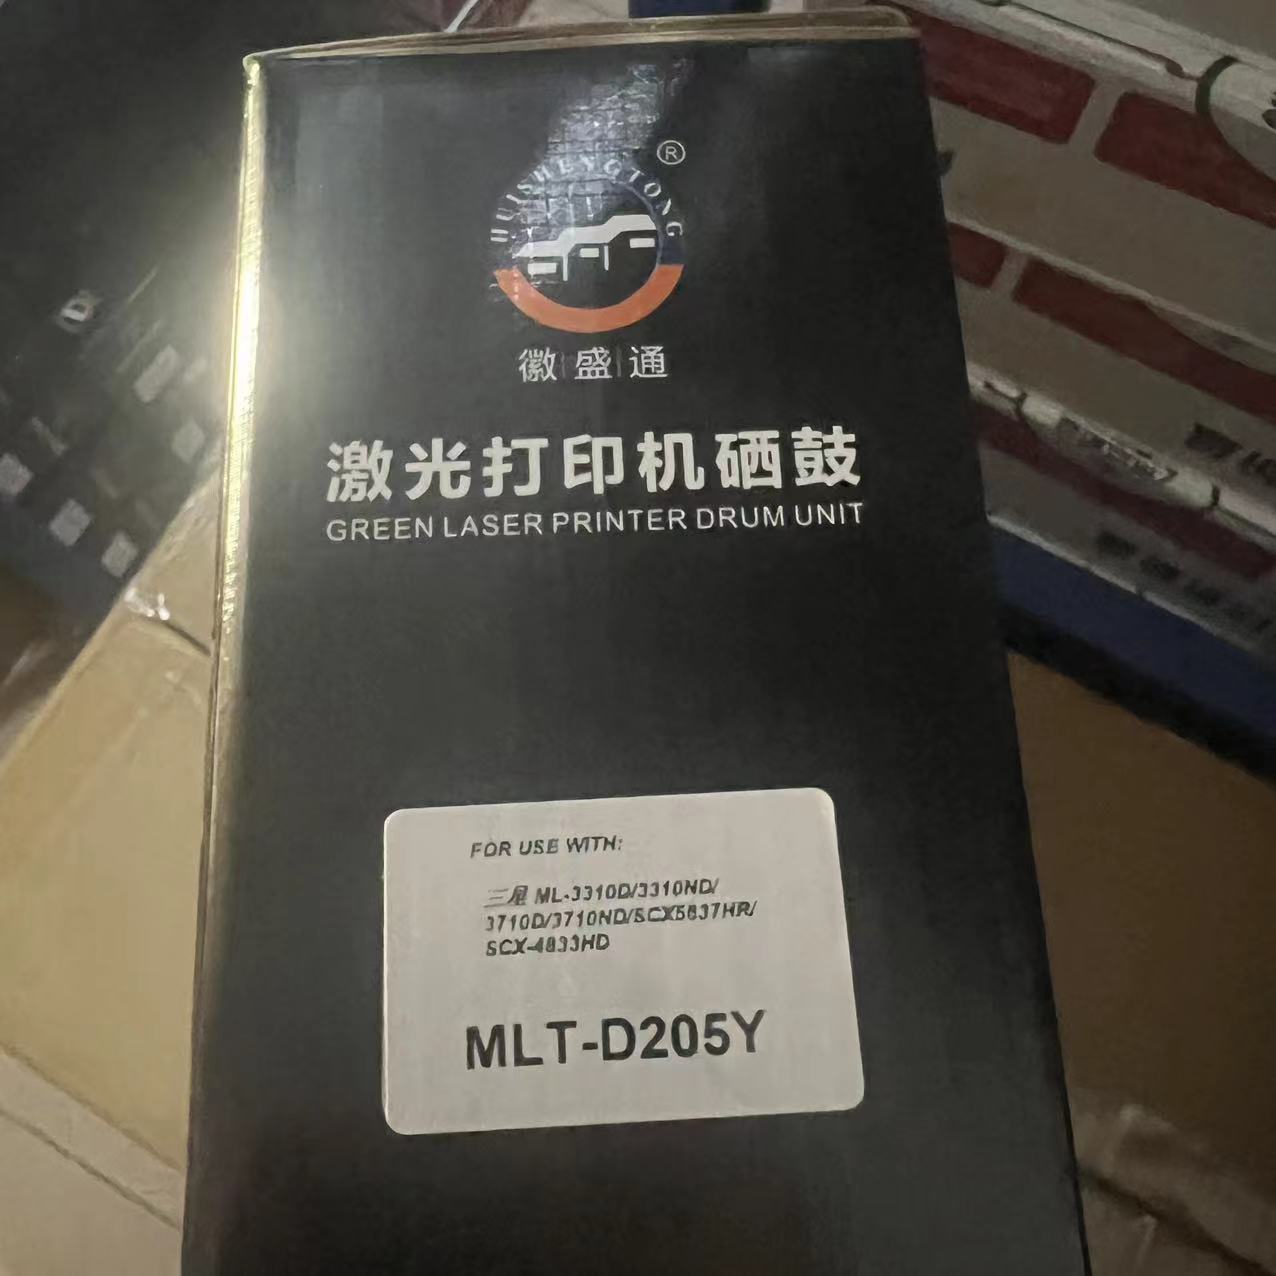 HUISHENGTONG
®
徽盛通
激光打印机硒鼓
GREEN LASER PRINTER DRUM UNIT
FOR USE WITH:
三星 ML-3310D/3310ND/
3710D/3710ND/SCX5637HR/
SCX-4833HD
MLT-D205Y